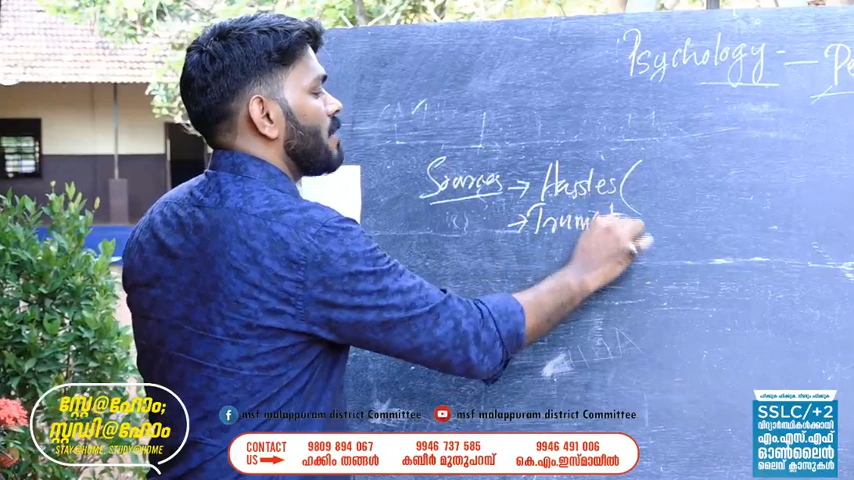 Psychology —
Sources → Hassles (
→
സ്റ്റേ@ഹോം;
സ്റ്റഡി@ഹോം
STAY@HOME; STUDY@HOME
msf malappuram district Committee
msf malappuram district Committee
CONTACT US
9809 894 067
ഹക്കിം തങ്ങൾ
9946 737 585
കബീർ മുതുപറമ്പ്
9946 491 006
കെ.എം.ഇസ്മായീൽ
SSLC/+2
വിദ്യാർത്ഥികൾക്കായി
എം.എസ്.എഫ്
ഓൺലൈൻ
ലൈവ് ക്ലാസുകൾ